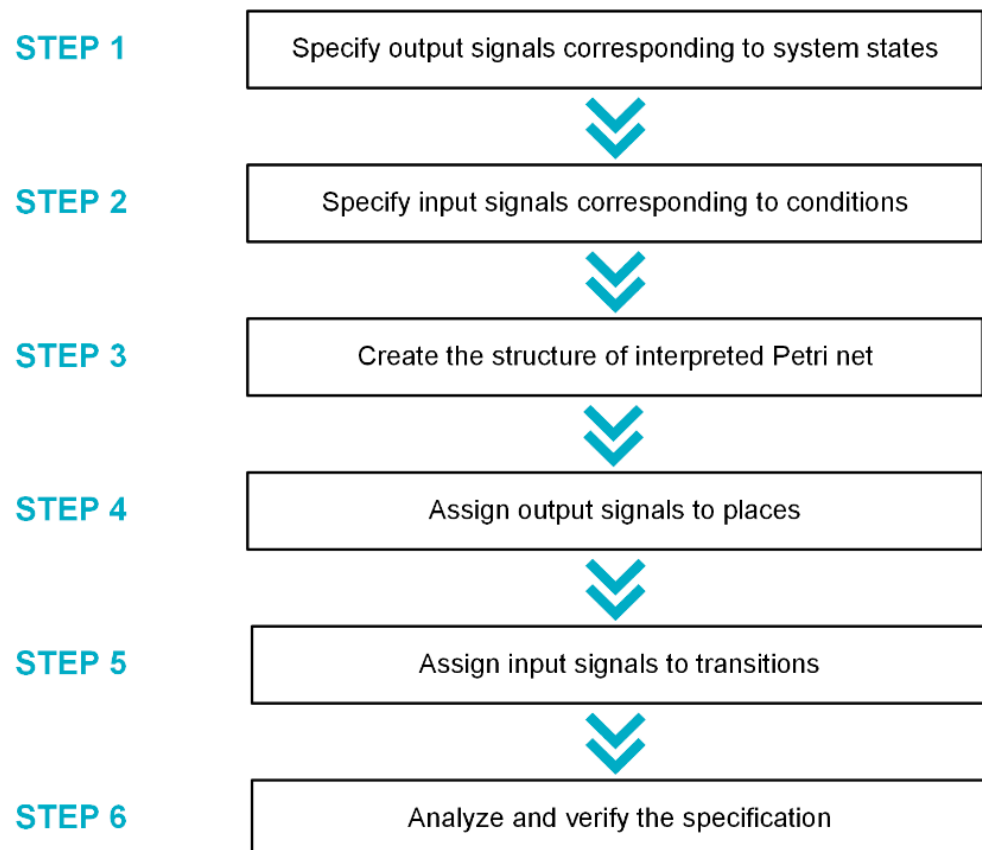 STEP 1 Specify output signals corresponding to system states
STEP 2 Specify input signals corresponding to conditions
STEP 3 Create the structure of interpreted Petri net
STEP 4 Assign output signals to places
STEP 5 Assign input signals to transitions
STEP 6 Analyze and verify the specification